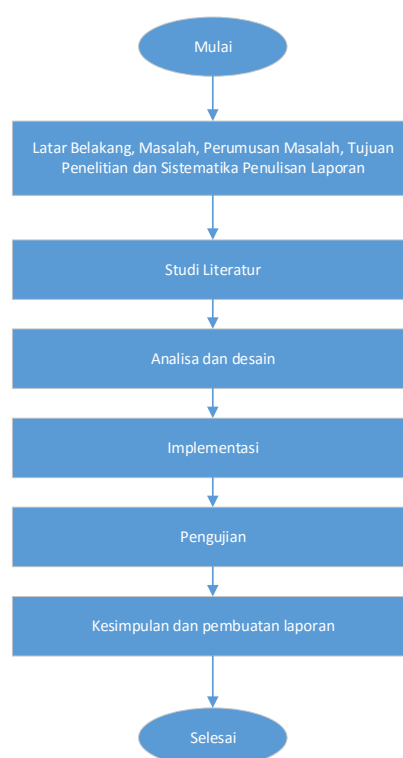 Mulai
Latar Belakang, Masalah, Perumusan Masalah, Tujuan
Penelitian dan Sistematika Penulisan Laporan
Studi Literatur
Analisa dan desain
Implementasi
Pengujian
Kesimpulan dan pembuatan laporan
Selesai